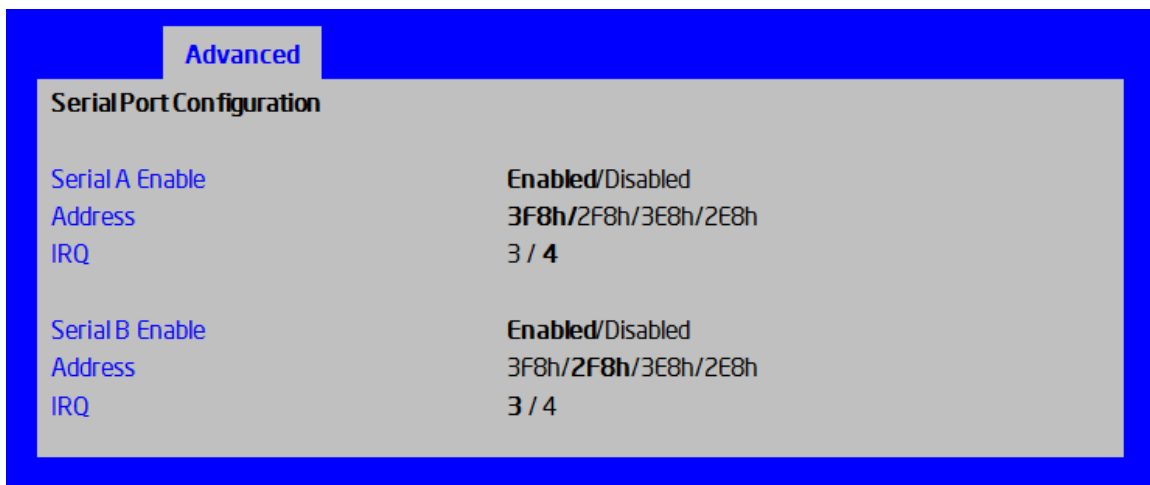 Advanced
Serial Port Configuration
Serial A Enable Enabled/Disabled
Address 3F8h/2F8h/3E8h/2E8h
IRQ 3 / 4
Serial B Enable Enabled/Disabled
Address 3F8h/2F8h/3E8h/2E8h
IRQ 3 / 4